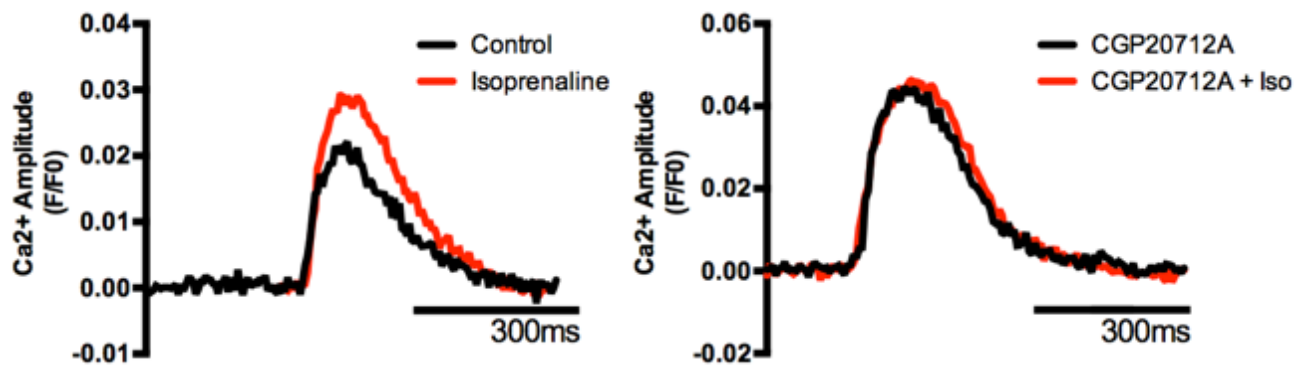 0.04
0.03
0.02
0.01
0.00
-0.01
Ca2+ Amplitude
(F/F0)
Control
Isoprenaline
300ms
0.06
0.04
0.02
0.00
-0.02
Ca2+ Amplitude
(F/F0)
CGP20712A
CGP20712A + Iso
300ms